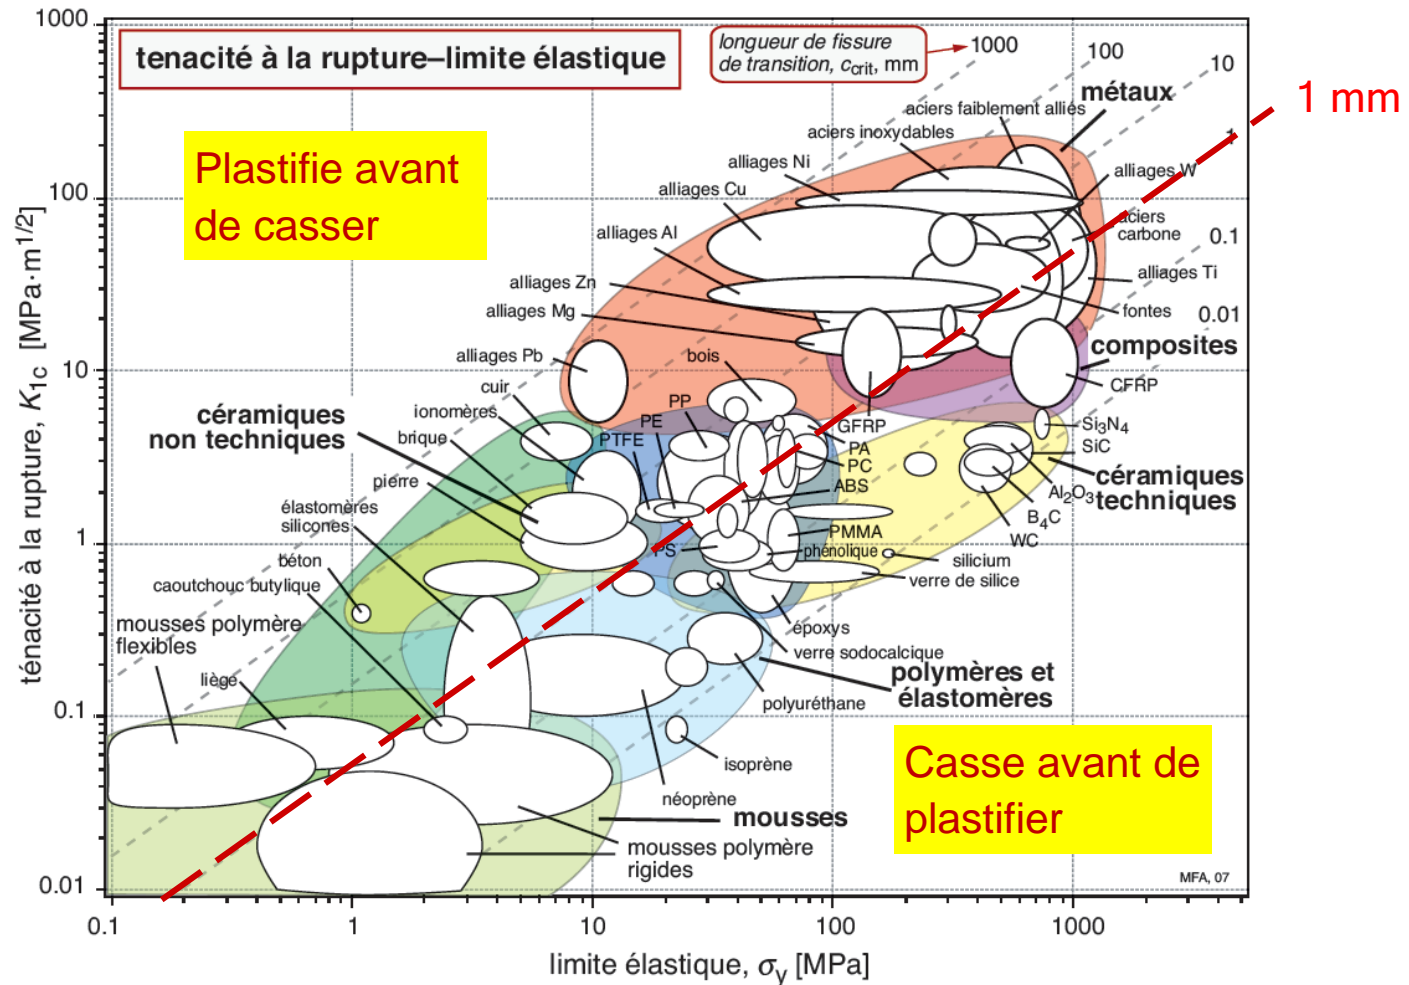 1000
100
10
1
0.1
0.01
ténacité à la rupture, K1c [MPa·m1/2]
tenacité à la rupture–limite élastique
longueur de fissure
de transition, ccrit, mm
1000
100
10
1
0.1
0.01
1 mm
Plastifie avant
de casser
métaux
aciers faiblement alliés
aciers inoxydables
alliages Ni
alliages W
alliages Cu
aciers
carbone
alliages Al
alliages Ti
alliages Zn
fontes
alliages Mg
composites
alliages Pb
bois
CFRP
cuir
PP
ionomères
PE
GFRP
Si3N4
céramiques
non techniques
brique
PTFE
PA
SiC
PC
pierre
céramiques
techniques
ABS
Al2O3
élastomères
silicones
B4C
PMMA
WC
PS
phénolique
béton
silicium
verre de silice
caoutchouc butylique
mousses polymère
flexibles
époxys
verre sodocalcique
polymères et
élastomères
liège
polyuréthane
isoprène
Casse avant de
plastifier
néoprène
mousses
mousses polymère
rigides
MFA, 07
0.1
1
10
100
1000
limite élastique, σy [MPa]